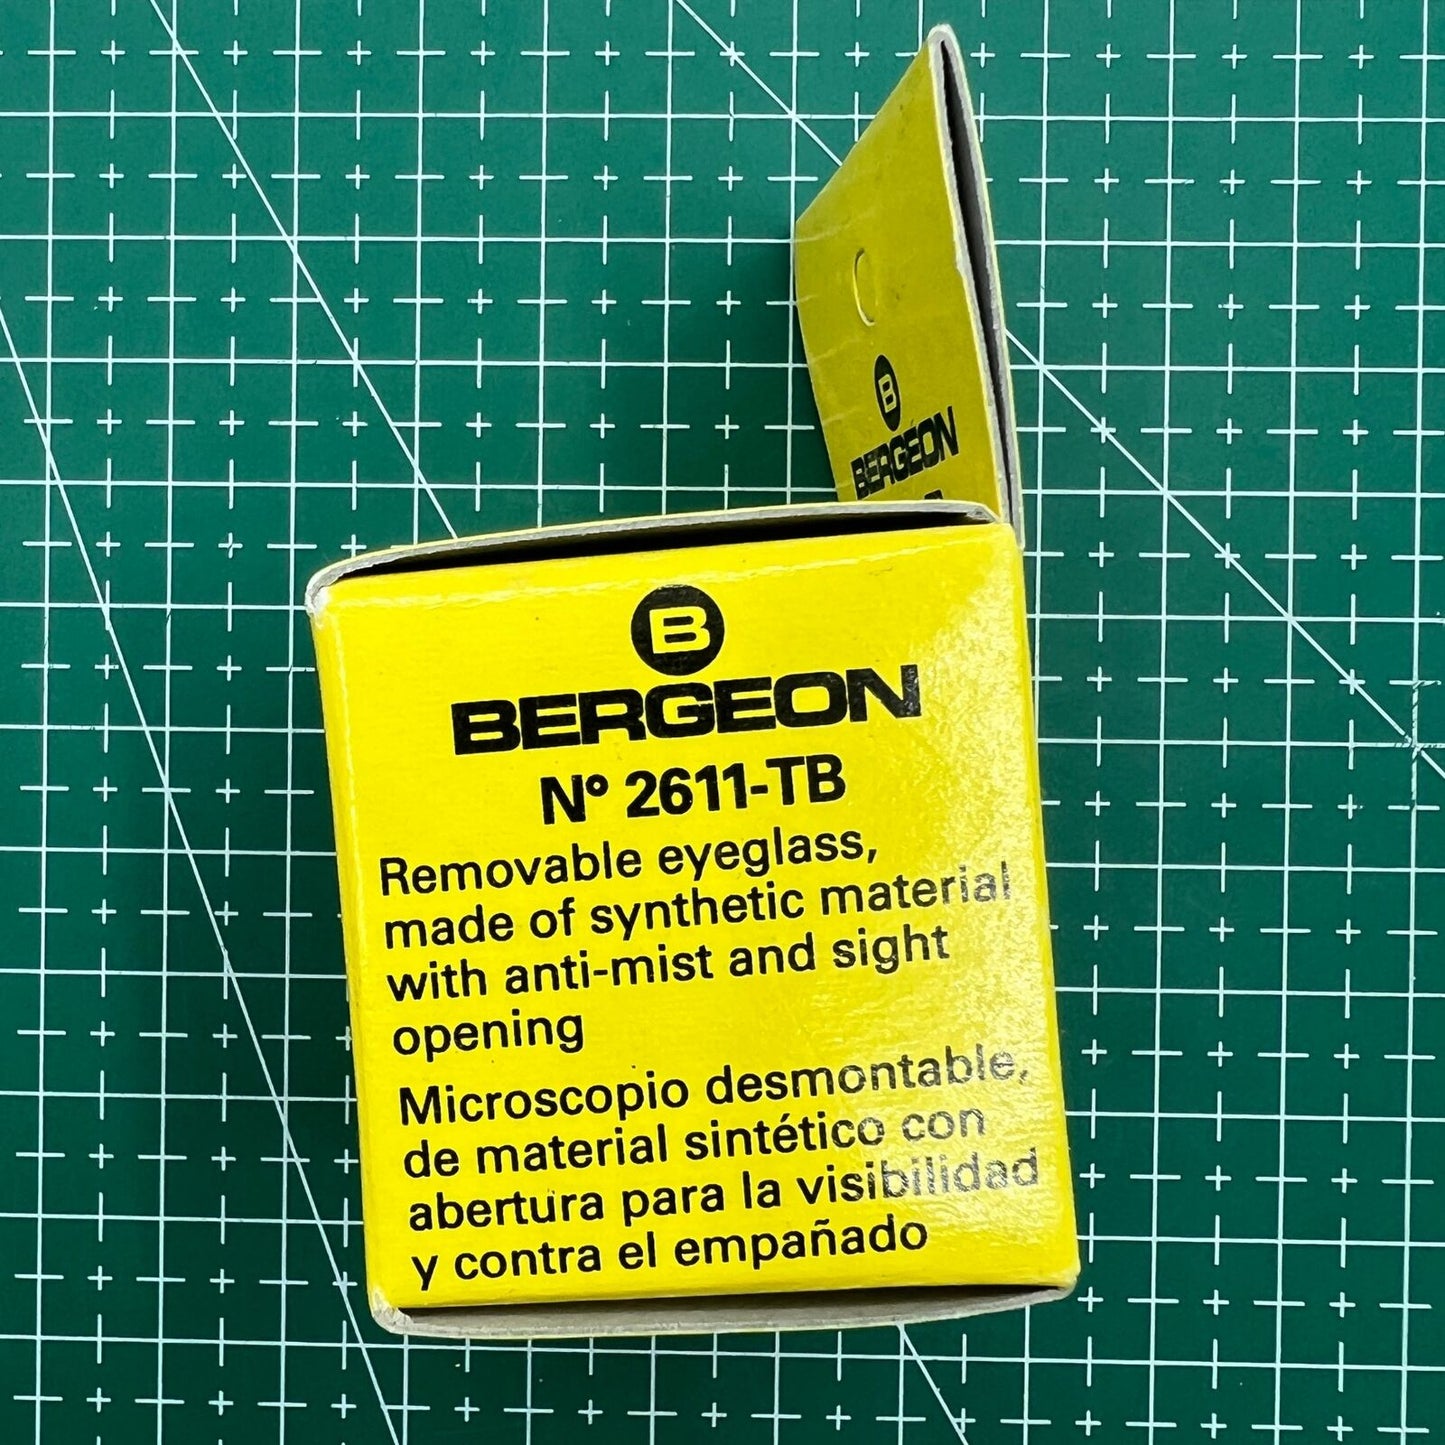 B
BERGEON
B
BERGEON
N° 2611-TB
Removable eyeglass,
made of synthetic material
with anti-mist and sight
opening
Microscopio desmontable,
de material sintético con
abertura para la visibilidad
y contra el empañado